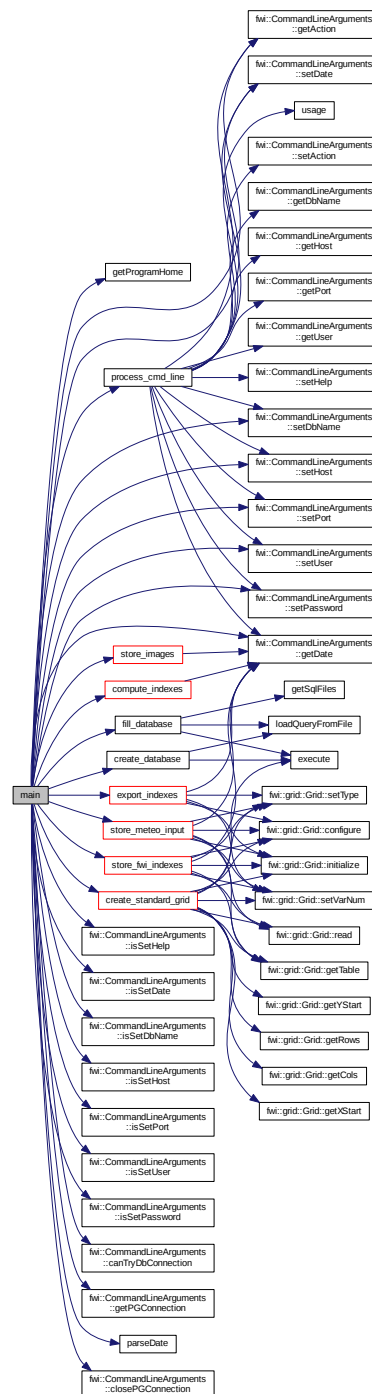 fwi::CommandLineArguments
::getAction
fwi::CommandLineArguments
::setDate
usage
fwi::CommandLineArguments
::setAction
fwi::CommandLineArguments
::getDbName
fwi::CommandLineArguments
::getHost
getProgramHome
fwi::CommandLineArguments
::getPort
fwi::CommandLineArguments
::getUser
process_cmd_line
fwi::CommandLineArguments
::setHelp
fwi::CommandLineArguments
::setDbName
fwi::CommandLineArguments
::setHost
fwi::CommandLineArguments
::setPort
fwi::CommandLineArguments
::setUser
fwi::CommandLineArguments
::setPassword
fwi::CommandLineArguments
::getDate
store_images
compute_indexes
getSqlFiles
fill_database
loadQueryFromFile
create_database
execute
main
export_indexes
fwi::grid::Grid::setType
store_meteo_input
fwi::grid::Grid::configure
store_fwi_indexes
fwi::grid::Grid::initialize
create_standard_grid
fwi::grid::Grid::setVarNum
fwi::grid::Grid::read
fwi::CommandLineArguments
::isSetHelp
fwi::grid::Grid::getTable
fwi::CommandLineArguments
::isSetDate
fwi::grid::Grid::getYStart
fwi::CommandLineArguments
::isSetDbName
fwi::grid::Grid::getRows
fwi::CommandLineArguments
::isSetHost
fwi::grid::Grid::getCols
fwi::CommandLineArguments
::isSetPort
fwi::grid::Grid::getXStart
fwi::CommandLineArguments
::isSetUser
fwi::CommandLineArguments
::isSetPassword
fwi::CommandLineArguments
::canTryDbConnection
fwi::CommandLineArguments
::getPGConnection
parseDate
fwi::CommandLineArguments
::closePGConnection